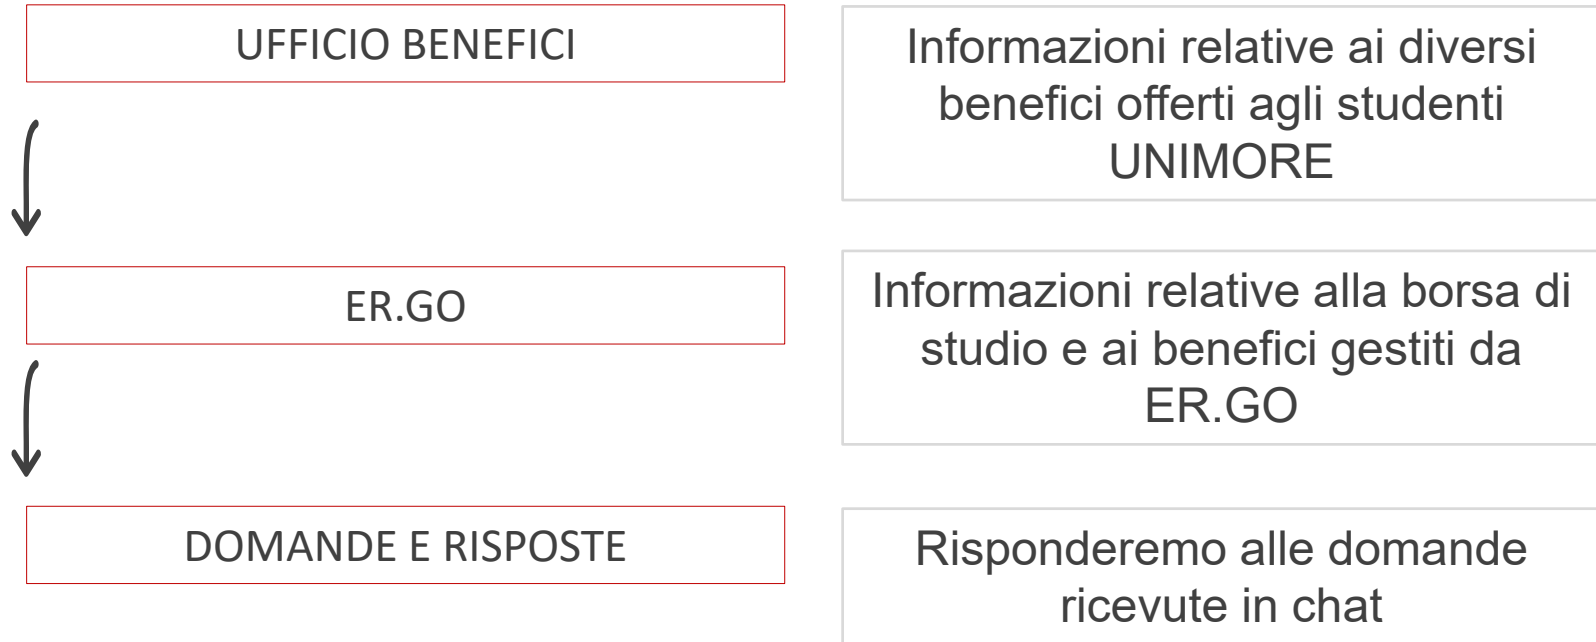 UFFICIO BENEFICI
Informazioni relative ai diversi
benefici offerti agli studenti
UNIMORE
ER.GO
Informazioni relative alla borsa di
studio e ai benefici gestiti da
ER.GO
DOMANDE E RISPOSTE
Risponderemo alle domande
ricevute in chat